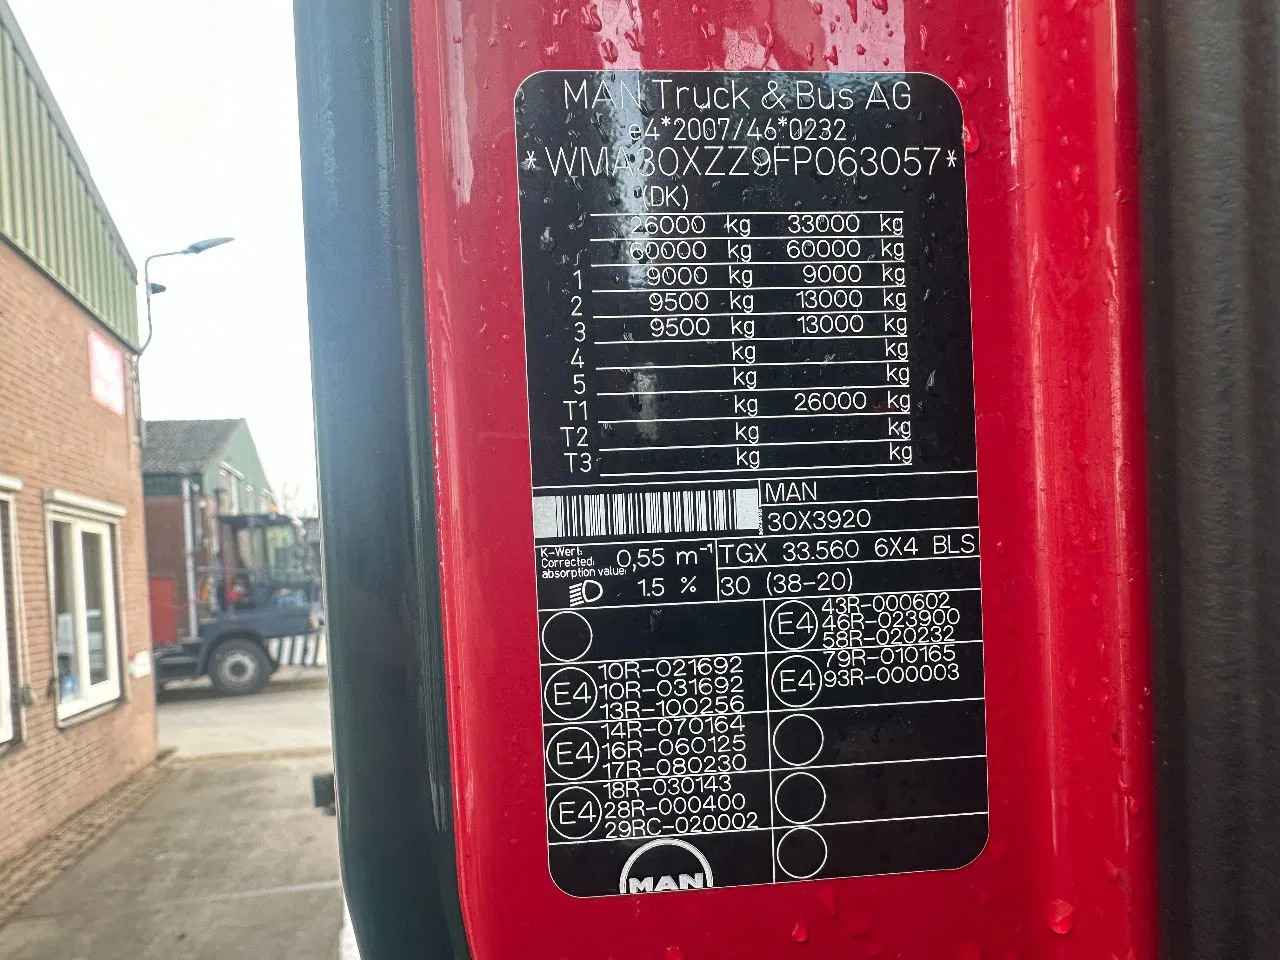 MAN Truck & Bus AG
e4*2007/46*0232
*WMA30XZZ9FP063057*
(DK)
26000 kg 33000 kg
60000 kg 60000 kg
1 9000 kg 9000 kg
2 9500 kg 13000 kg
3 9500 kg 13000 kg
4 kg kg
5 kg kg
T1 kg 26000 kg
T2 kg kg
T3 kg kg
MAN
30X3920
K-Wert:
Corrected
absorption value: 0,55 m⁻¹
1.5 %
TGX 33.560 6X4 BLS
30 (38-20)
E4 10R-021692
10R-031692
13R-100256
E4 14R-070164
16R-060125
17R-080230
E4 18R-030143
28R-000400
29RC-020002
E4 43R-000602
46R-023900
58R-020232
E4 79R-010165
93R-000003
MAN